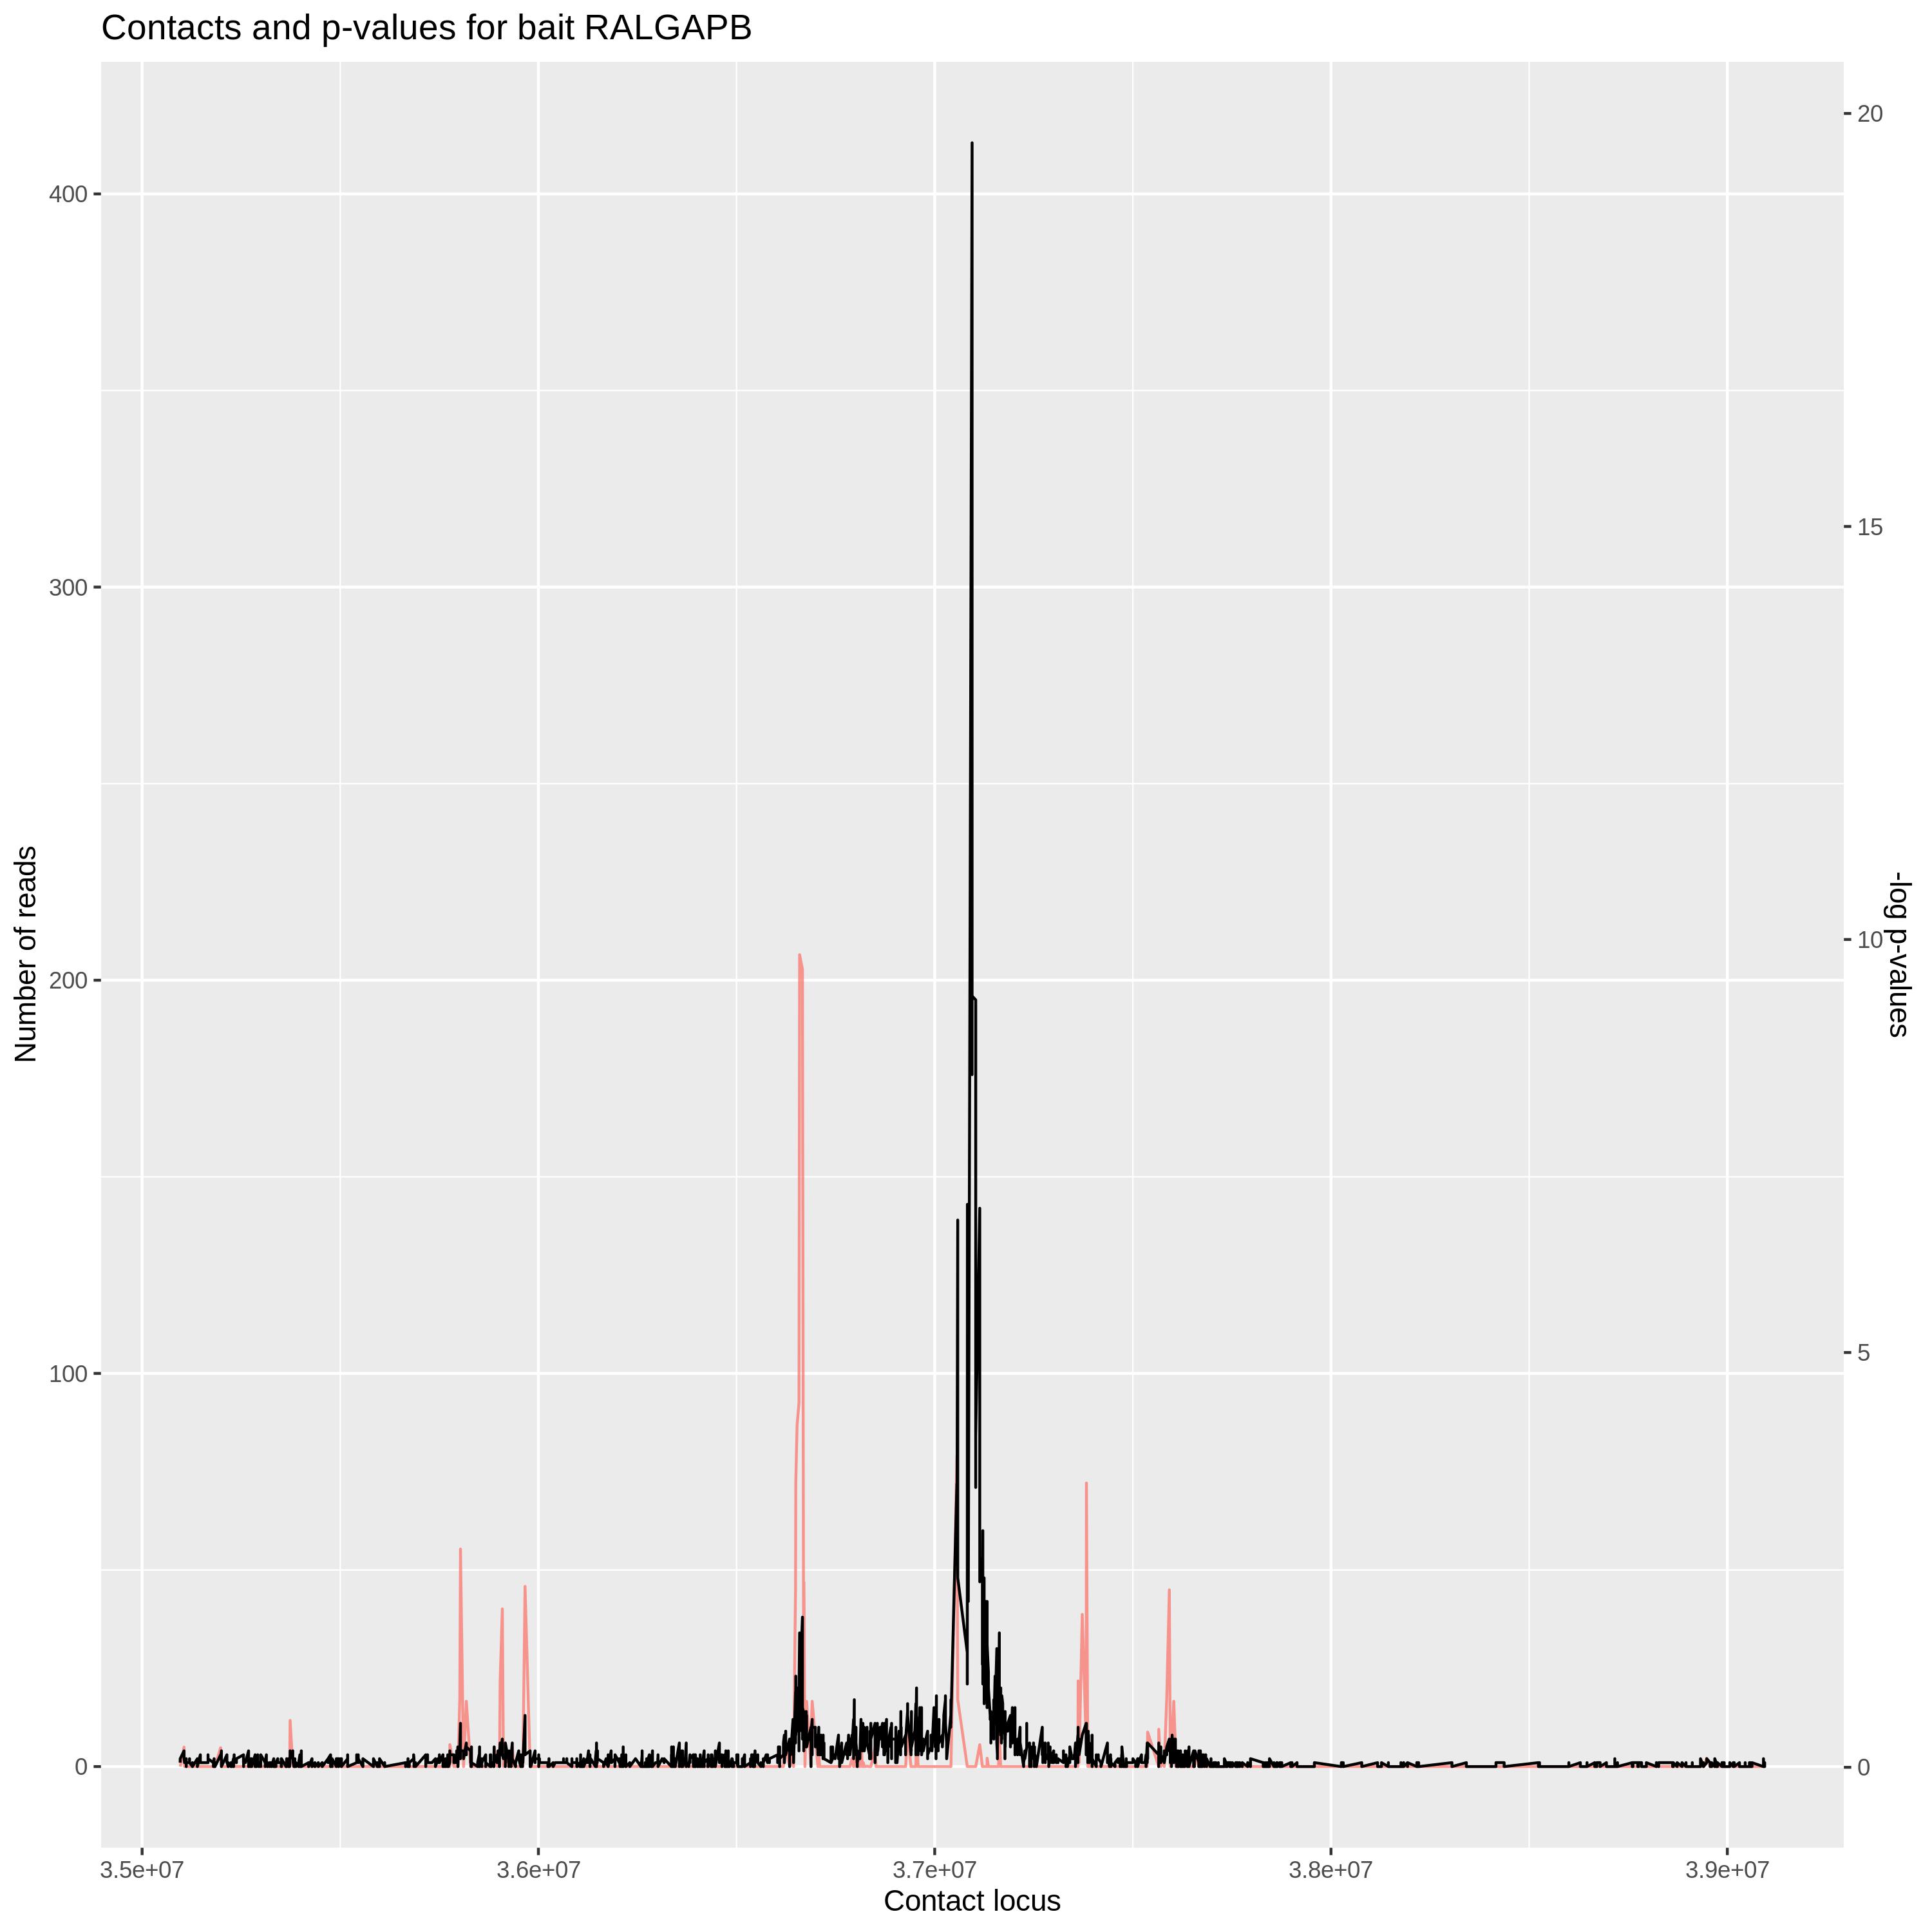 Contacts and p-values for bait RALGAPB
400
300
200
100
0
Number of reads
20
15
10
5
0
-log p-values
3.5e+07
3.6e+07
3.7e+07
3.8e+07
3.9e+07
Contact locus